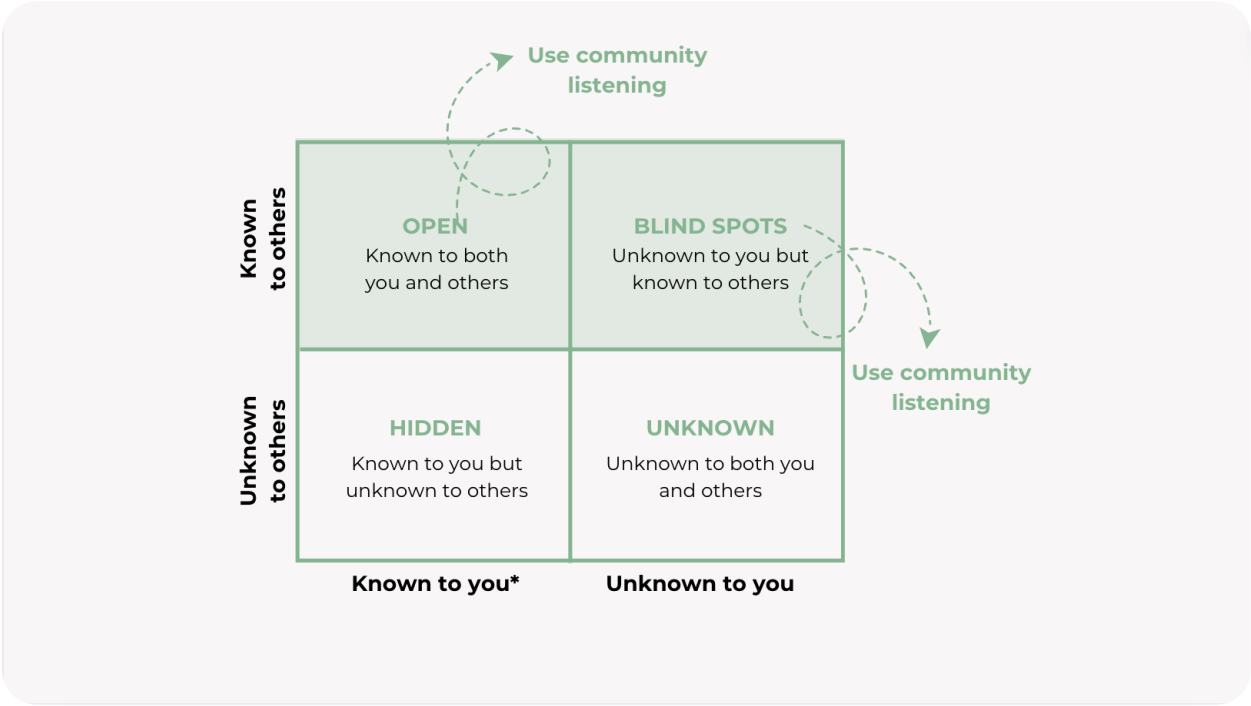 Use community
listening
Known
to others
OPEN
Known to both
you and others
BLIND SPOTS
Unknown to you but
known to others
Use community
listening
Unknown
to others
HIDDEN
Known to you but
unknown to others
UNKNOWN
Unknown to both you
and others
Known to you*
Unknown to you